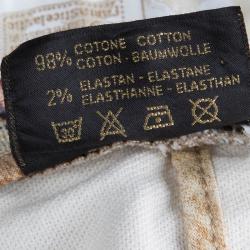 98% COTONE COTTON
COTON - BAUMWOLLE
2% ELASTAN - ELASTANE
ELASTHANNE - ELASTHAN
30°